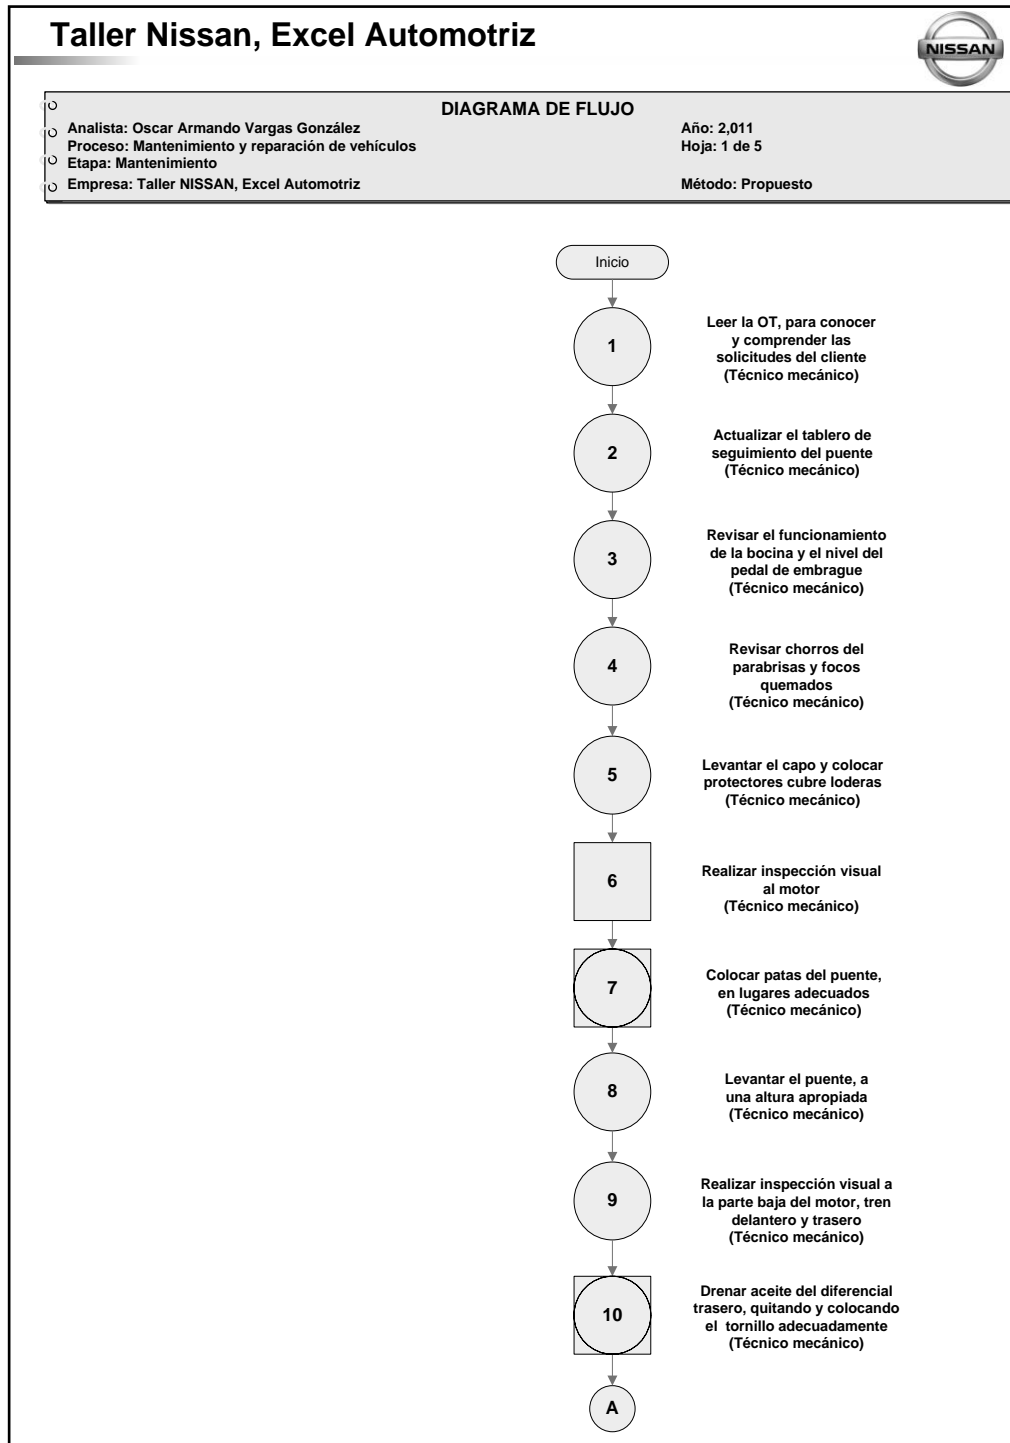 Taller Nissan, Excel Automotriz
NISSAN
DIAGRAMA DE FLUJO
Analista: Oscar Armando Vargas González
Año: 2,011
Proceso: Mantenimiento y reparación de vehículos
Hoja: 1 de 5
Etapa: Mantenimiento
Empresa: Taller NISSAN, Excel Automotriz
Método: Propuesto
Inicio
1
Leer la OT, para conocer
y comprender las
solicitudes del cliente
(Técnico mecánico)
2
Actualizar el tablero de
seguimiento del puente
(Técnico mecánico)
3
Revisar el funcionamiento
de la bocina y el nivel del
pedal de embrague
(Técnico mecánico)
4
Revisar chorros del
parabrisas y focos
quemados
(Técnico mecánico)
5
Levantar el capo y colocar
protectores cubre loderas
(Técnico mecánico)
6
Realizar inspección visual
al motor
(Técnico mecánico)
7
Colocar patas del puente,
en lugares adecuados
(Técnico mecánico)
8
Levantar el puente, a
una altura apropiada
(Técnico mecánico)
9
Realizar inspección visual a
la parte baja del motor, tren
delantero y trasero
(Técnico mecánico)
10
Drenar aceite del diferencial
trasero, quitando y colocando
el tornillo adecuadamente
(Técnico mecánico)
A